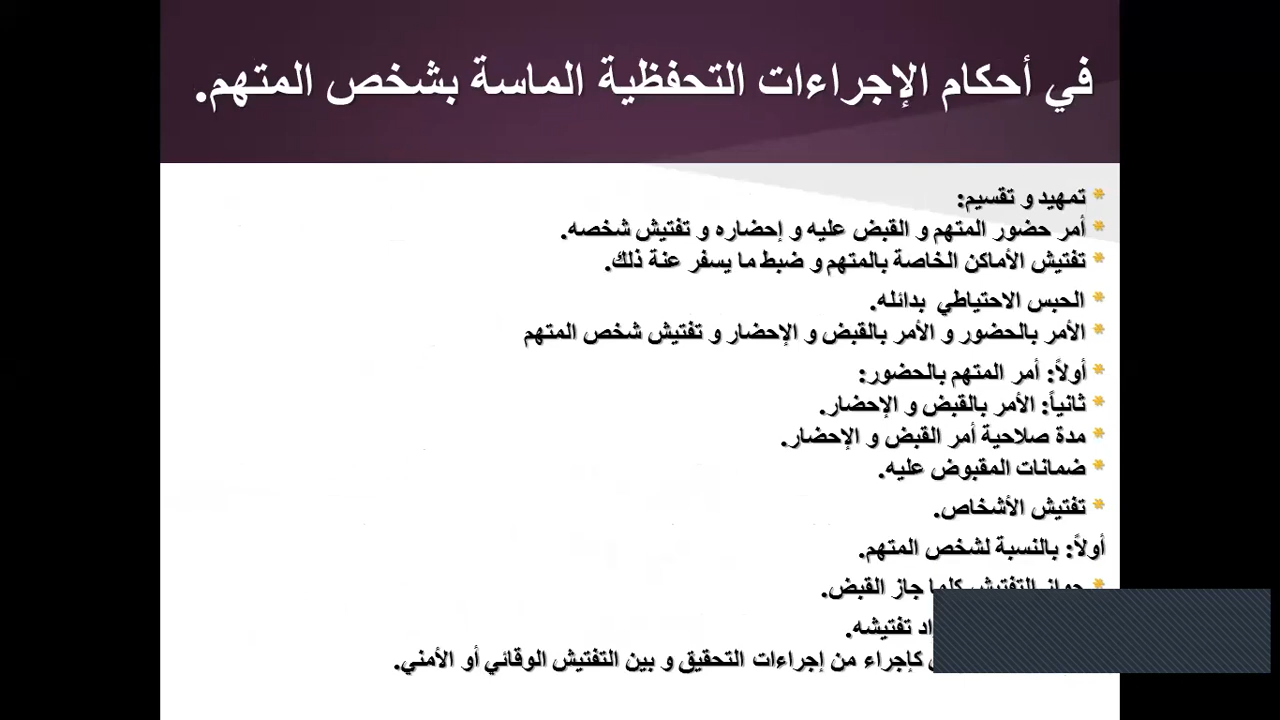 في أحكام الإجراءات التحفظية الماسة بشخص المتهم.
* تمهيد و تقسيم:
* أمر حضور المتهم و القبض عليه و إحضاره و تفتيش شخصه.
* تفتيش الأماكن الخاصة بالمتهم و ضبط ما يسفر عنة ذلك.
* الحبس الاحتياطي بدائله.
* الأمر بالحضور و الأمر بالقبض و الإحضار و تفتيش شخص المتهم
* أولاً: أمر المتهم بالحضور:
* ثانياً: الأمر بالقبض و الإحضار.
* مدة صلاحية أمر القبض و الإحضار.
* ضمانات المقبوض عليه.
* تفتيش الأشخاص.
أولاً: بالنسبة لشخص المتهم.
* جواز التفتيش كلما جاز القبض.
تفتيشه.
كإجراء من إجراءات التحقيق و بين التفتيش الوقائي أو الأمني.